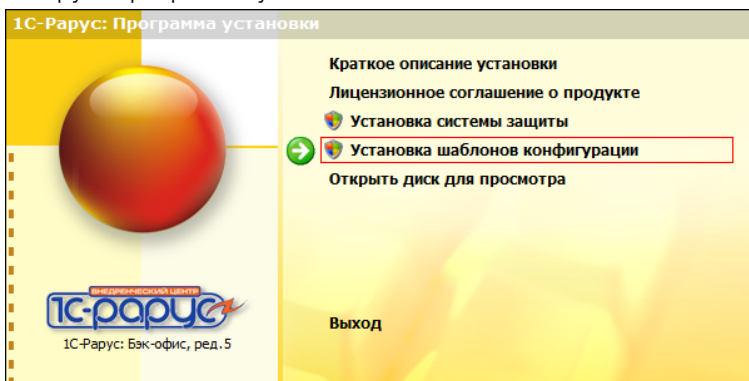 1С-Рарус: Программа установки
Краткое описание установки
Лицензионное соглашение о продукте
Установка системы защиты
Установка шаблонов конфигурации
Открыть диск для просмотра
ВНЕДРЕНЧЕСКИЙ ЦЕНТР
1С-рарус
1С-Рарус: Бэк-офис, ред.5
Выход